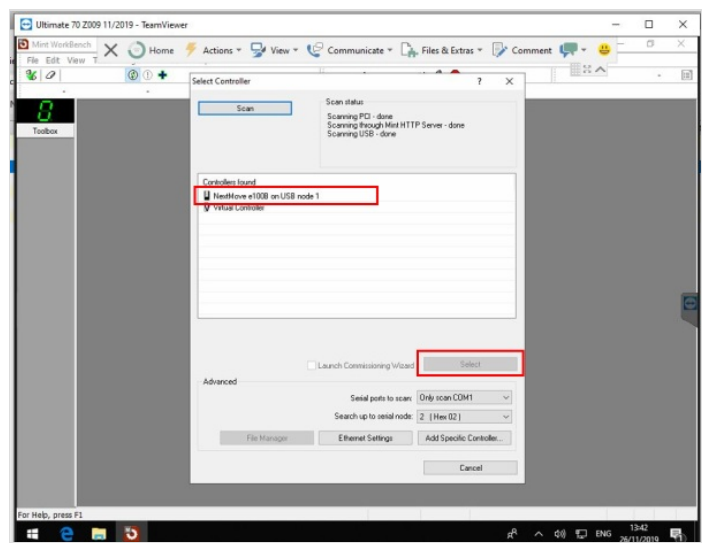 Ultimate 70 Z009 11/2019 - TeamViewer
Mint WorkBench
Home Actions View Communicate Files & Extras Comment
File Edit View T
Select Controller ? X
Toolbox
Scan
Scan status
Scanning PCI - done
Scanning through Mint HTTP Server - done
Scanning USB - done
Controllers found
NextMove e100B on USB node 1
Virtual Controller
Launch Commissioning Wizard
Select
Advanced
Serial ports to scan: Only scan COM1
Search up to serial node: 2 ( Hex 02 )
File Manager Ethernet Settings Add Specific Controller...
Cancel
For Help, press F1
ENG
13:42
26/11/2019